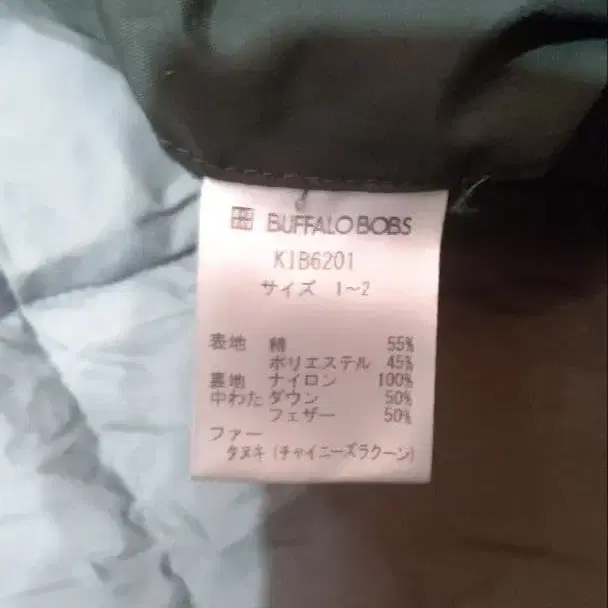 BUFFALO BOBS
KIB6201
サイズ 1～2
表地 綿 55%
ポリエステル 45%
裏地 ナイロン 100%
中わた ダウン 50%
フェザー 50%
ファー
タヌキ (チャイニーズラクーン)